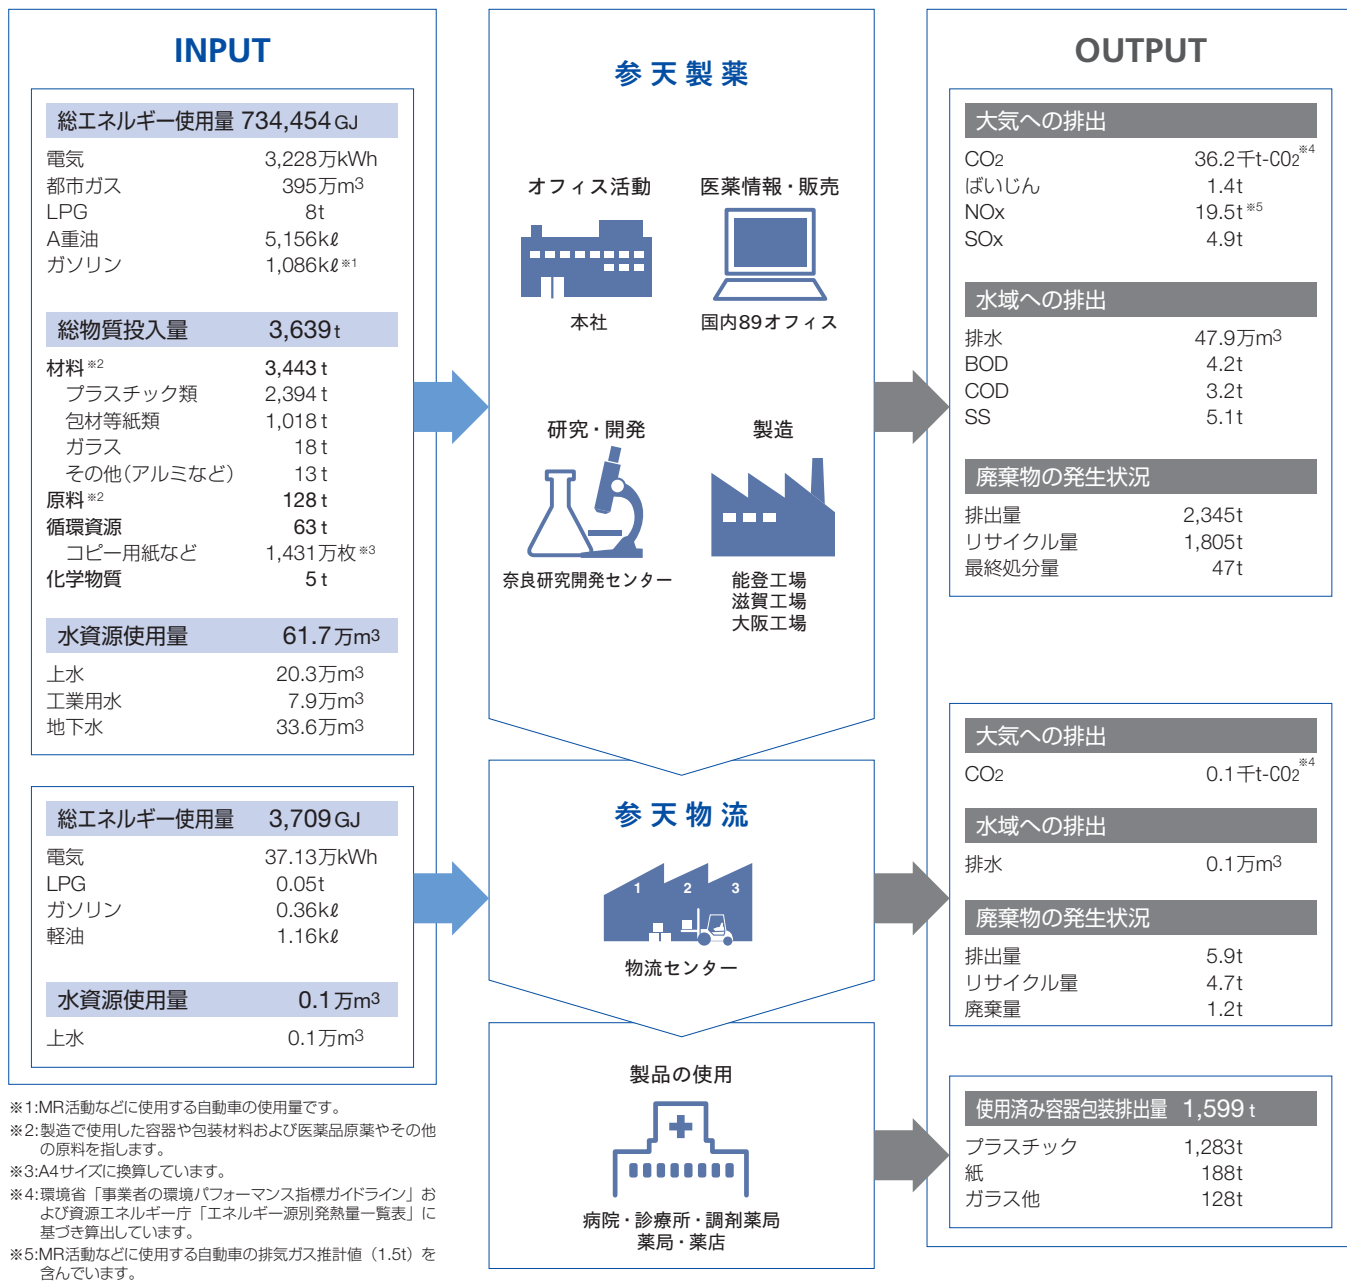 INPUT
総エネルギー使用量 734,454GJ
電気 3,228万kWh
都市ガス 395万m3
LPG 8t
A重油 5,156kℓ
ガソリン 1,086kℓ※1
総物質投入量 3,639t
材料※2 3,443t
プラスチック類 2,394t
包材等紙類 1,018t
ガラス 18t
その他(アルミなど) 13t
原料※2 128t
循環資源 63t
コピー用紙など 1,431万枚※3
化学物質 5t
水資源使用量 61.7万m3
上水 20.3万m3
工業用水 7.9万m3
地下水 33.6万m3
総エネルギー使用量 3,709GJ
電気 37.13万kWh
LPG 0.05t
ガソリン 0.36kℓ
軽油 1.16kℓ
水資源使用量 0.1万m3
上水 0.1万m3
※1:MR活動などに使用する自動車の使用量です。
※2:製造で使用した容器や包装材料および医薬品原薬やその他
の原料を指します。
※3:A4サイズに換算しています。
※4:環境省「事業者の環境パフォーマンス指標ガイドライン」お
よび資源エネルギー庁「エネルギー源別発熱量一覧表」に
基づき算出しています。
※5:MR活動などに使用する自動車の排気ガス推計値（1.5t）を
含んでいます。
参天製薬
オフィス活動 医薬情報・販売
本社 国内89オフィス
研究・開発 製造
奈良研究開発センター 能登工場
滋賀工場
大阪工場
参天物流
1 2 3
物流センター
製品の使用
病院・診療所・調剤薬局
薬局・薬店
OUTPUT
大気への排出
CO2 36.2千t-CO2※4
ばいじん 1.4t
NOx 19.5t※5
SOx 4.9t
水域への排出
排水 47.9万m3
BOD 4.2t
COD 3.2t
SS 5.1t
廃棄物の発生状況
排出量 2,345t
リサイクル量 1,805t
最終処分量 47t
大気への排出
CO2 0.1千t-CO2※4
水域への排出
排水 0.1万m3
廃棄物の発生状況
排出量 5.9t
リサイクル量 4.7t
廃棄量 1.2t
使用済み容器包装排出量 1,599t
プラスチック 1,283t
紙 188t
ガラス他 128t